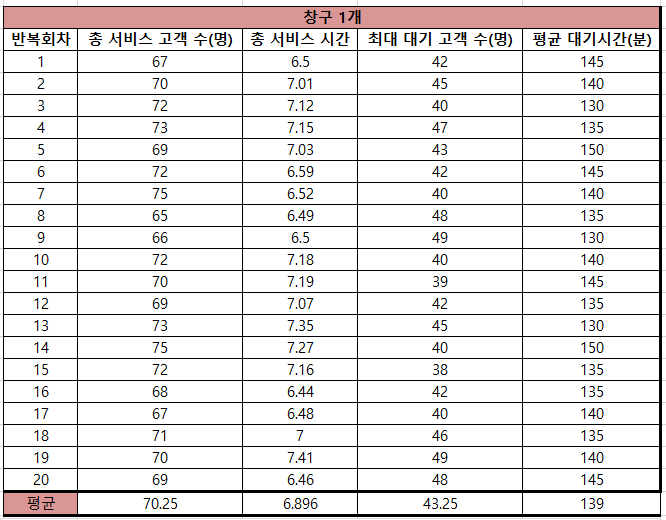 창구 1개
반복회차 총 서비스 고객 수(명) 총 서비스 시간 최대 대기 고객 수(명) 평균 대기시간(분)
1 67 6.5 42 145
2 70 7.01 45 140
3 72 7.12 40 130
4 73 7.15 47 135
5 69 7.03 43 150
6 72 6.59 42 145
7 75 6.52 40 140
8 65 6.49 48 135
9 66 6.5 49 130
10 72 7.18 40 140
11 70 7.19 39 145
12 69 7.07 42 135
13 73 7.35 45 130
14 75 7.27 40 150
15 72 7.16 38 135
16 68 6.44 42 135
17 67 6.48 40 140
18 71 7 46 135
19 70 7.41 49 140
20 69 6.46 48 145
평균 70.25 6.896 43.25 139